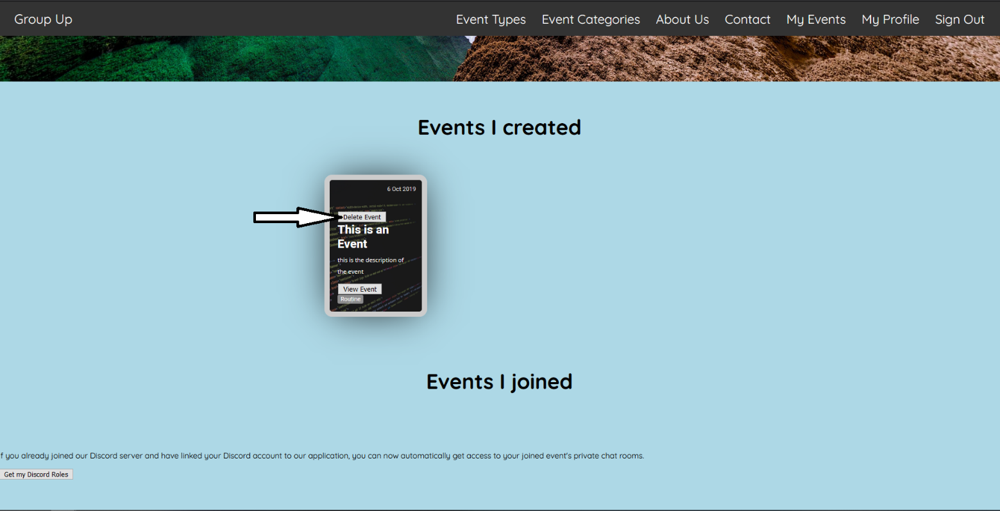 Group Up
Event Types Event Categories About Us Contact My Events My Profile Sign Out
Events I created
6 Oct 2019
Delete Event
This is an
Event
this is the description of
the event
View Event
Routine
Events I joined
f you already joined our Discord server and have linked your Discord account to our application, you can now automatically get access to your joined event's private chat rooms.
Get my Discord Roles